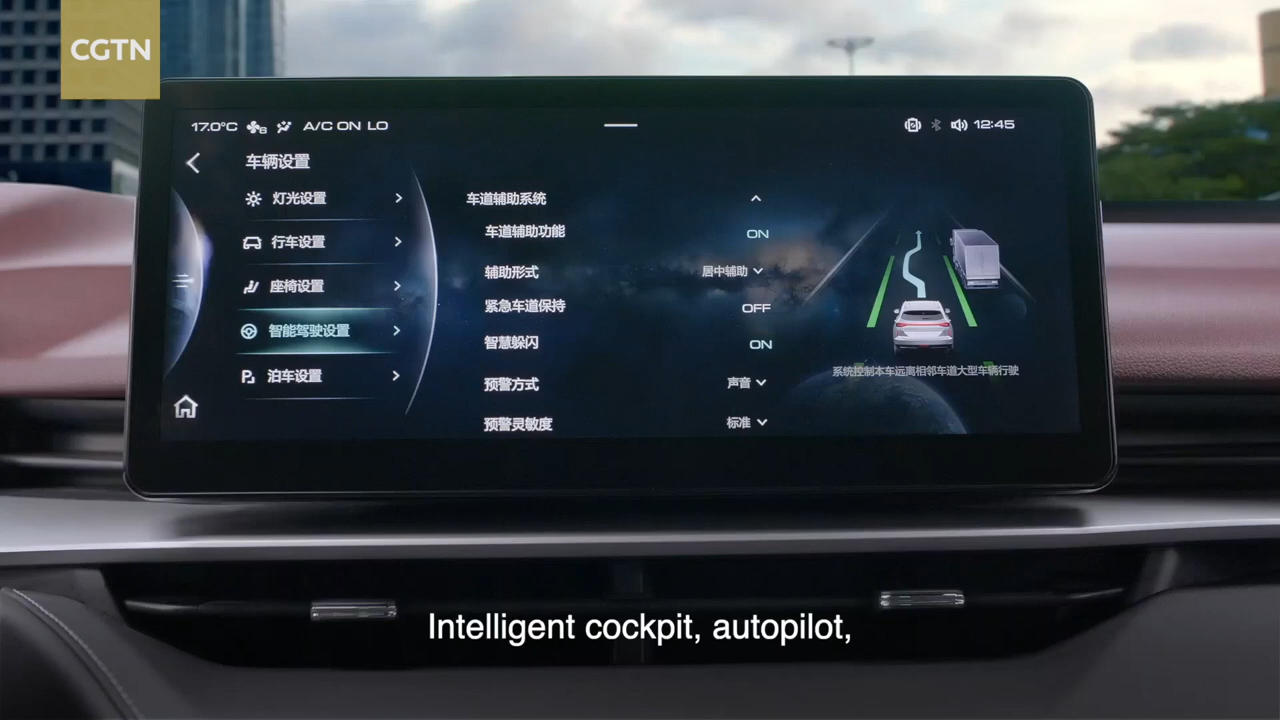 CGTN
17.0°C 6 A/C ON LO
12:45
车辆设置
灯光设置
行车设置
座椅设置
智能驾驶设置
泊车设置
车道辅助系统
车道辅助功能 ON
辅助形式 居中辅助
紧急车道保持 OFF
智慧躲闪 ON
预警方式 声音
预警灵敏度 标准
系统控制本车远离相邻车道大型车辆行驶
Intelligent cockpit, autopilot,